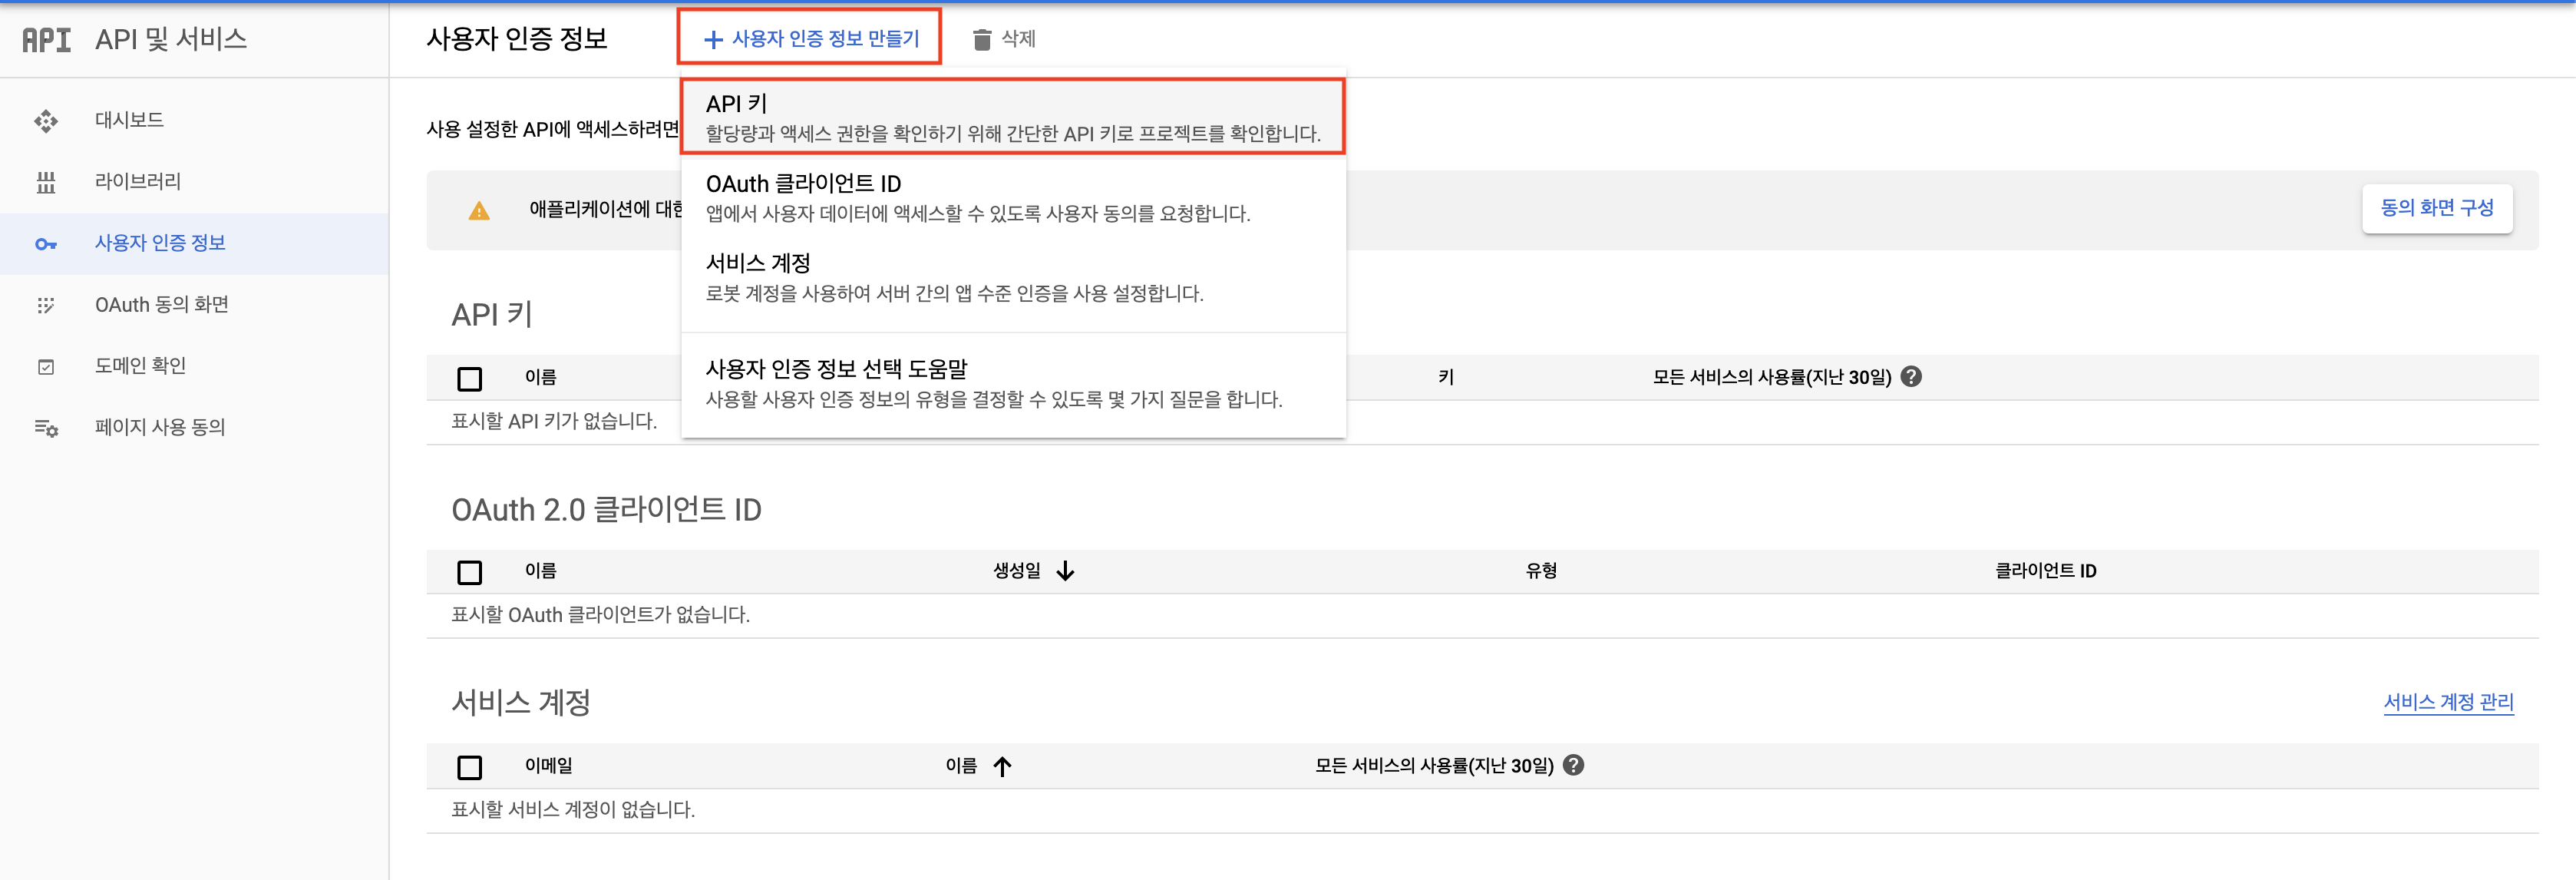 API API 및 서비스
대시보드
라이브러리
사용자 인증 정보
OAuth 동의 화면
도메인 확인
페이지 사용 동의
사용자 인증 정보
+ 사용자 인증 정보 만들기
삭제
사용 설정한 API에 액세스하려면
API 키
할당량과 액세스 권한을 확인하기 위해 간단한 API 키로 프로젝트를 확인합니다.
OAuth 클라이언트 ID
앱에서 사용자 데이터에 액세스할 수 있도록 사용자 동의를 요청합니다.
서비스 계정
로봇 계정을 사용하여 서버 간의 앱 수준 인증을 사용 설정합니다.
사용자 인증 정보 선택 도움말
사용할 사용자 인증 정보의 유형을 결정할 수 있도록 몇 가지 질문을 합니다.
애플리케이션에
동의 화면 구성
API 키
이름 키 모든 서비스의 사용률(지난 30일)
표시할 API 키가 없습니다.
OAuth 2.0 클라이언트 ID
이름 생성일 유형 클라이언트 ID
표시할 OAuth 클라이언트가 없습니다.
서비스 계정
서비스 계정 관리
이메일 이름 모든 서비스의 사용률(지난 30일)
표시할 서비스 계정이 없습니다.